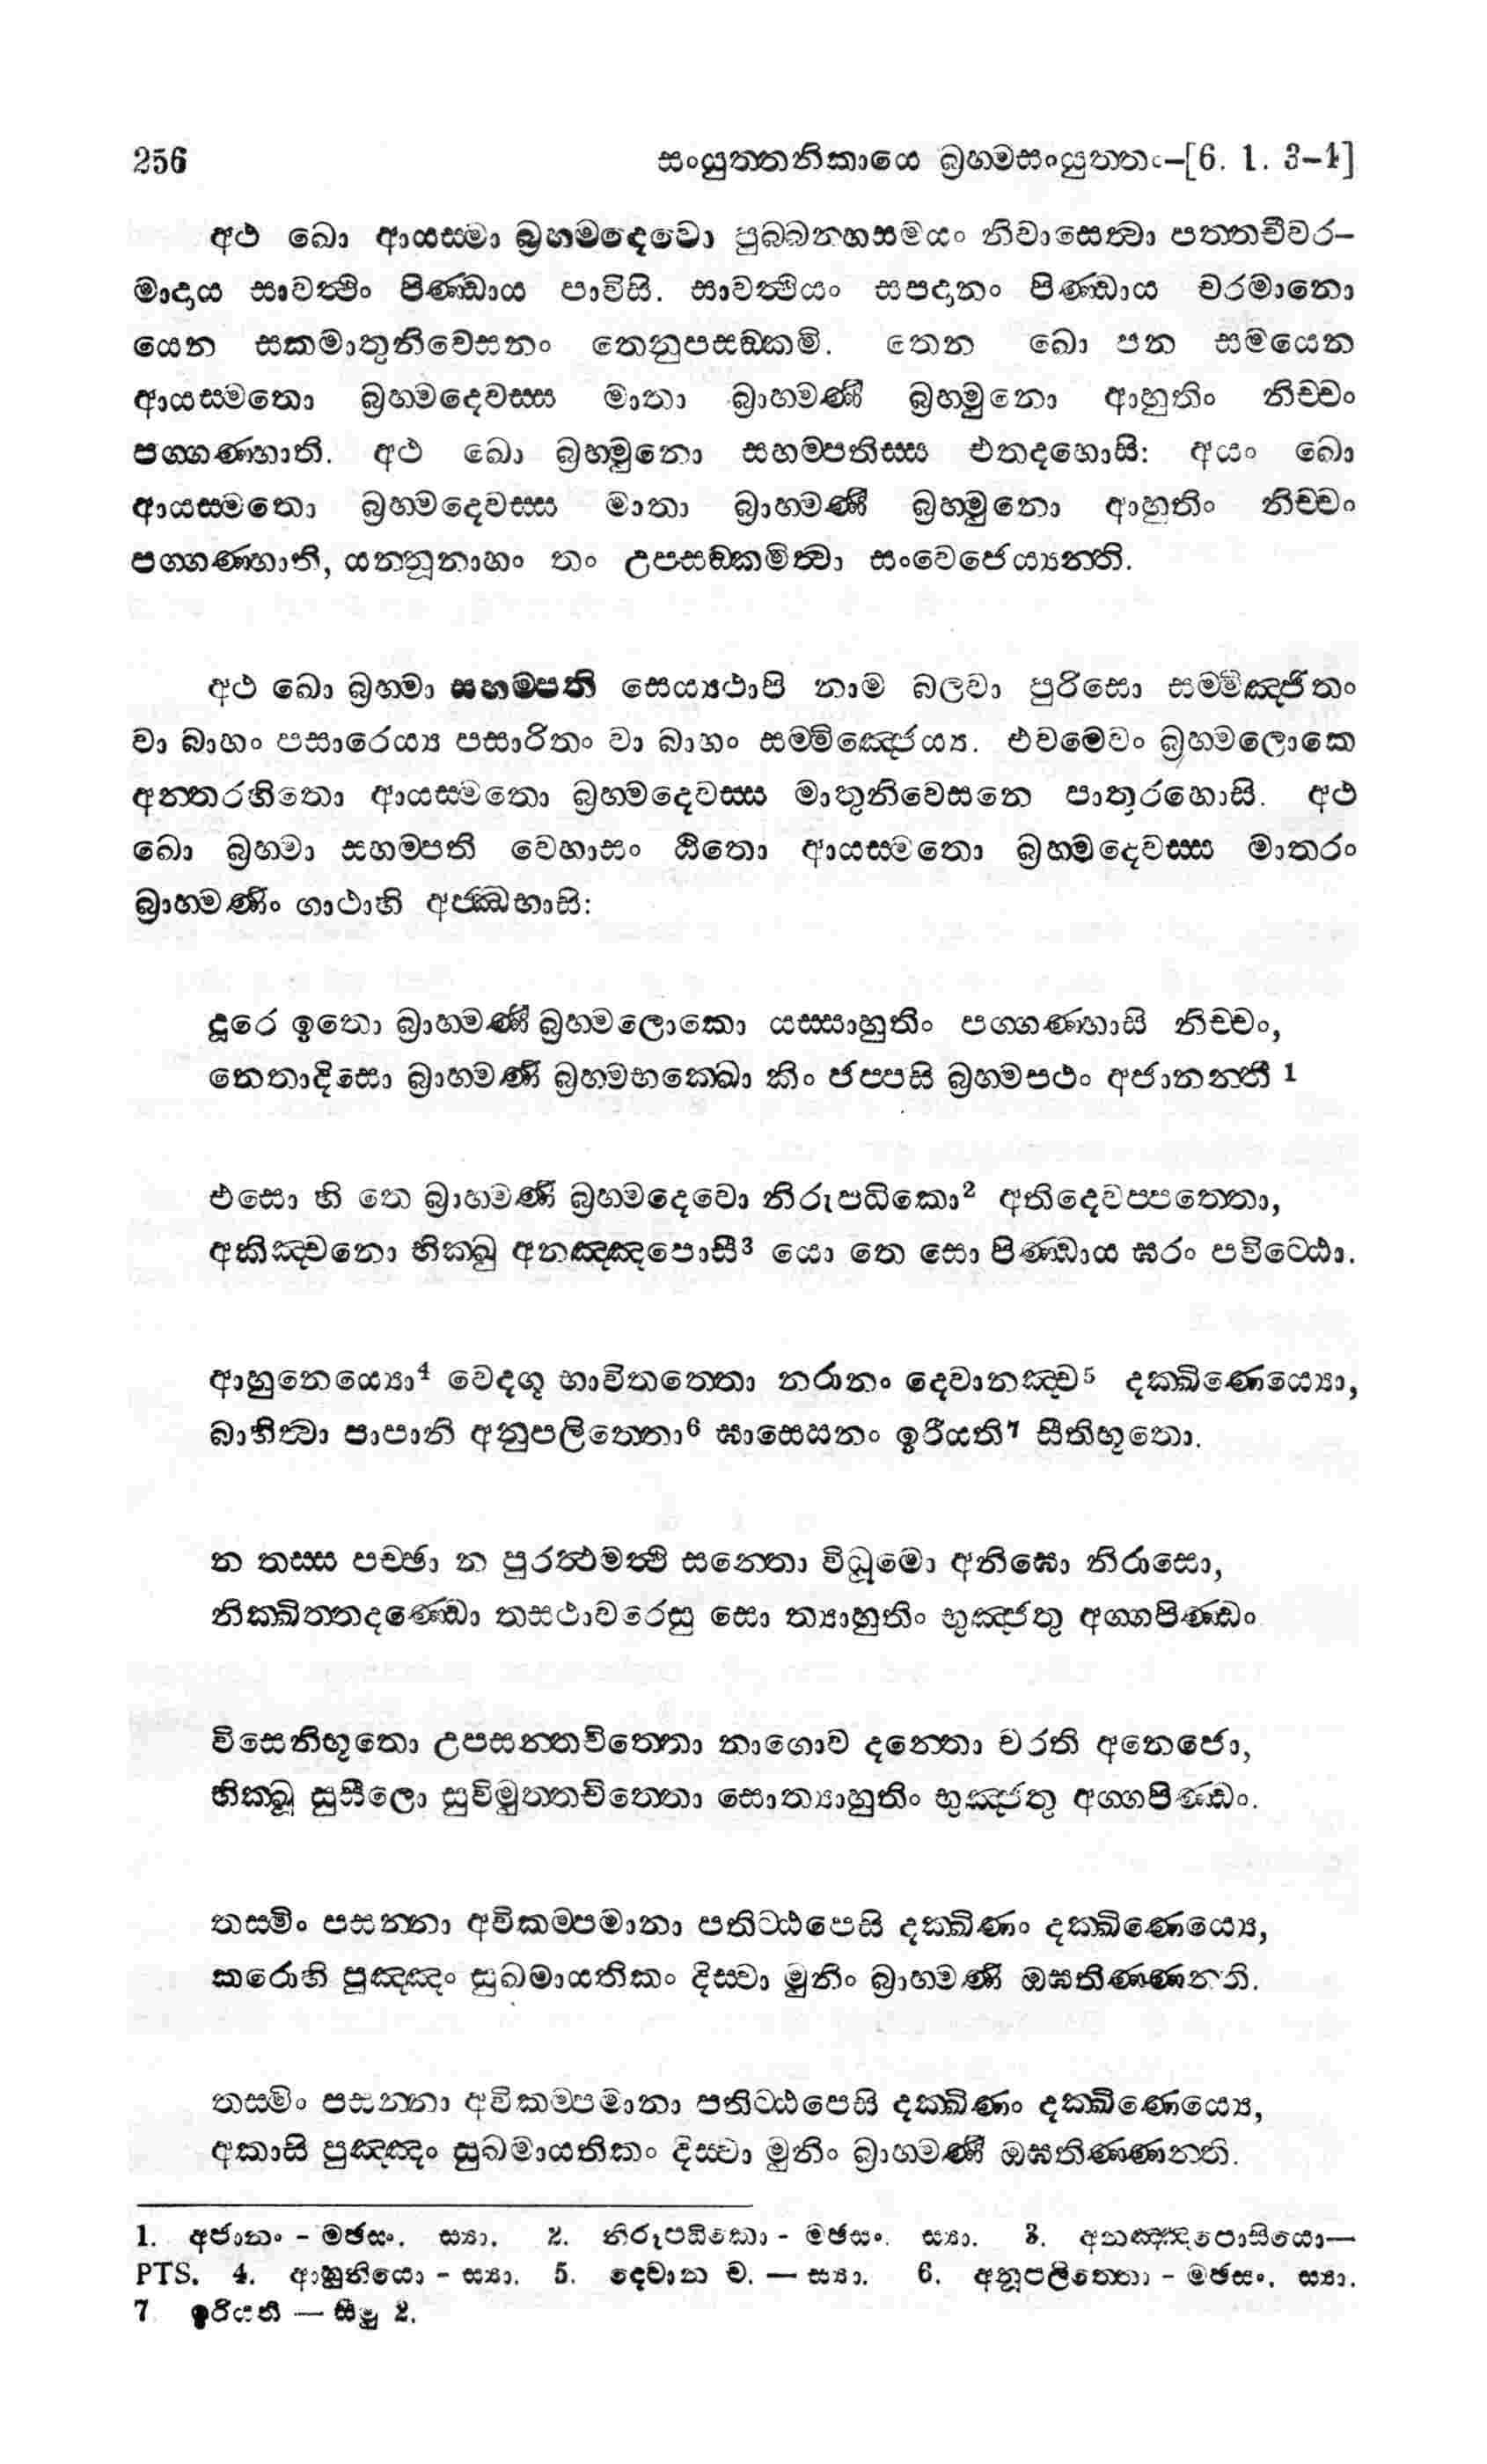 256 සංයුත්තනිකායෙ බ්‍රහ්මසංයුත්තං–[6. 1. 3–4]
අථ ඛො ආයස්මා බ්‍රහ්මදෙවො පුබ්බන්හසමයං නිවාසෙත්වා පත්තචීවර–
මාදාය සාවත්ථිං පිණ්ඩාය පාවිසි. සාවත්ථියං සපදානං පිණ්ඩාය චරමානො
යෙන සකමාතුනිවෙසනං තෙනුපසඞ්කමි. තෙන ඛො පන සමයෙන
ආයස්මතො බ්‍රහ්මදෙවස්ස මාතා බ්‍රාහ්මණී බ්‍රහ්මුනො ආහුතිං නිච්චං
පග්ගණ්හාති. අථ ඛො බ්‍රහ්මුනො සහම්පතිස්ස එතදහොසි: අයං ඛො
ආයස්මතො බ්‍රහ්මදෙවස්ස මාතා බ්‍රාහ්මණී බ්‍රහ්මුනො ආහුතිං නිච්චං
පග්ගණ්හාති, යන්නූනාහං තං උපසඞ්කමිත්වා සංවෙජෙය්‍යන්ති.
අථ ඛො බ්‍රහ්මා සහම්පති සෙය්‍යථාපි නාම බලවා පුරිසො සම්මිඤ්ජිතං
වා බාහං පසාරෙය්‍ය පසාරිතං වා බාහං සම්මිඤ්ජෙය්‍ය. එවමෙවං බ්‍රහ්මලොකෙ
අන්තරහිතො ආයස්මතො බ්‍රහ්මදෙවස්ස මාතුනිවෙසනෙ පාතුරහොසි. අථ
ඛො බ්‍රහ්මා සහම්පති වෙහාසං ඨිතො ආයස්මතො බ්‍රහ්මදෙවස්ස මාතරං
බ්‍රාහ්මණිං ගාථාහි අජ්ඣභාසි:
දූරෙ ඉතො බ්‍රාහ්මණී බ්‍රහ්මලොකො යස්සාහුතිං පග්ගණ්හාසි නිච්චං,
නෙතාදිසො බ්‍රාහ්මණි බ්‍රහ්මභක්ඛො කිං ජප්පසි බ්‍රහ්මපථං අජානන්තී 1
එසො හි තෙ බ්‍රාහ්මණි බ්‍රහ්මදෙවො නිරූපධිකො2 අතිදෙවප්පත්තො,
අකිඤ්චනො භික්ඛු අනඤ්ඤපොසී3 යො තෙ සො පිණ්ඩාය ඝරං පවිට්ඨො.
ආහුනෙය්‍යො4 වෙදගූ භාවිතත්තො නරානං දෙවානඤ්ච5 දක්ඛිණෙය්‍යො,
බාහිත්වා පාපානි අනුපලිත්තො6 ඝාසෙසනං ඉරීයති7 සීතිභූතො.
න තස්ස පච්ඡා න පුරත්ථමත්ථි සන්තො විධූමො අනිඝො නිරාසො,
නික්ඛිත්තදණ්ඩො තසථාවරෙසු සො ත්‍යාහුතිං භුඤ්ජතු අග්ගපිණ්ඩං
විසෙනිභූතො උපසන්තචිත්තො නාගොව දන්තො චරති අනෙජො,
භික්ඛූ සුසීලො සුවිමුත්තචිත්තො සොත්‍යාහුතිං භුඤ්ජතු අග්ගපිණ්ඩං.
තස්මිං පසන්නා අවිකම්පමානා පතිට්ඨපෙසි දක්ඛිණං දක්ඛිණෙය්‍යෙ,
කරොහි පුඤ්ඤං සුඛමායතිකං දිස්වා මුනිං බ්‍රාහ්මණි ඔඝතිණ්ණන්ති.
තස්මිං පසන්නා අවිකම්පමානා පතිට්ඨපෙසි දක්ඛිණං දක්ඛිණෙය්‍යෙ,
අකාසි පුඤ්ඤං සුඛමායතිකං දිස්වා මුනිං බ්‍රාහ්මණී ඔඝතිණ්ණන්ති.
1. අජානං - මඡසං. ස්‍යා. 2. නිරූපධිකො - මඡසං. ස්‍යා. 3. අනඤ්ඤපොසියො—
PTS. 4. ආහුනියො - ස්‍යා. 5. දෙවාන ච. — ස්‍යා. 6. අනූපලිත්තො - මඡසං. ස්‍යා.
7 ඉරියති — සීමු 2.